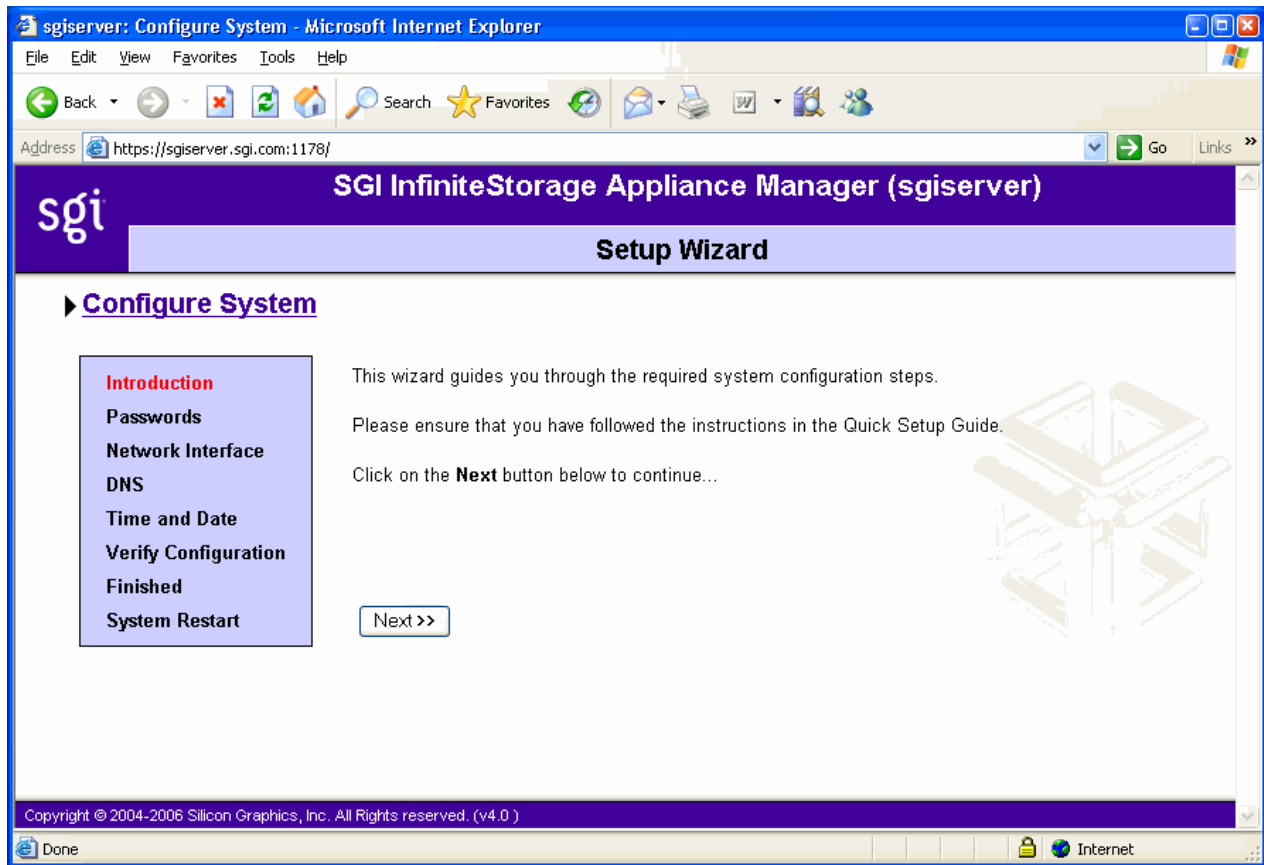 sgiserver: Configure System - Microsoft Internet Explorer
File Edit View Favorites Tools Help
Back Search Favorites
Address https://sgiserver.sgi.com:1178/ Go Links »
sgi
SGI InfiniteStorage Appliance Manager (sgiserver)
Setup Wizard
Configure System
Introduction
Passwords
Network Interface
DNS
Time and Date
Verify Configuration
Finished
System Restart
This wizard guides you through the required system configuration steps.
Please ensure that you have followed the instructions in the Quick Setup Guide.
Click on the Next button below to continue...
Next >>
Copyright © 2004-2006 Silicon Graphics, Inc. All Rights reserved. (v4.0 )
Done Internet